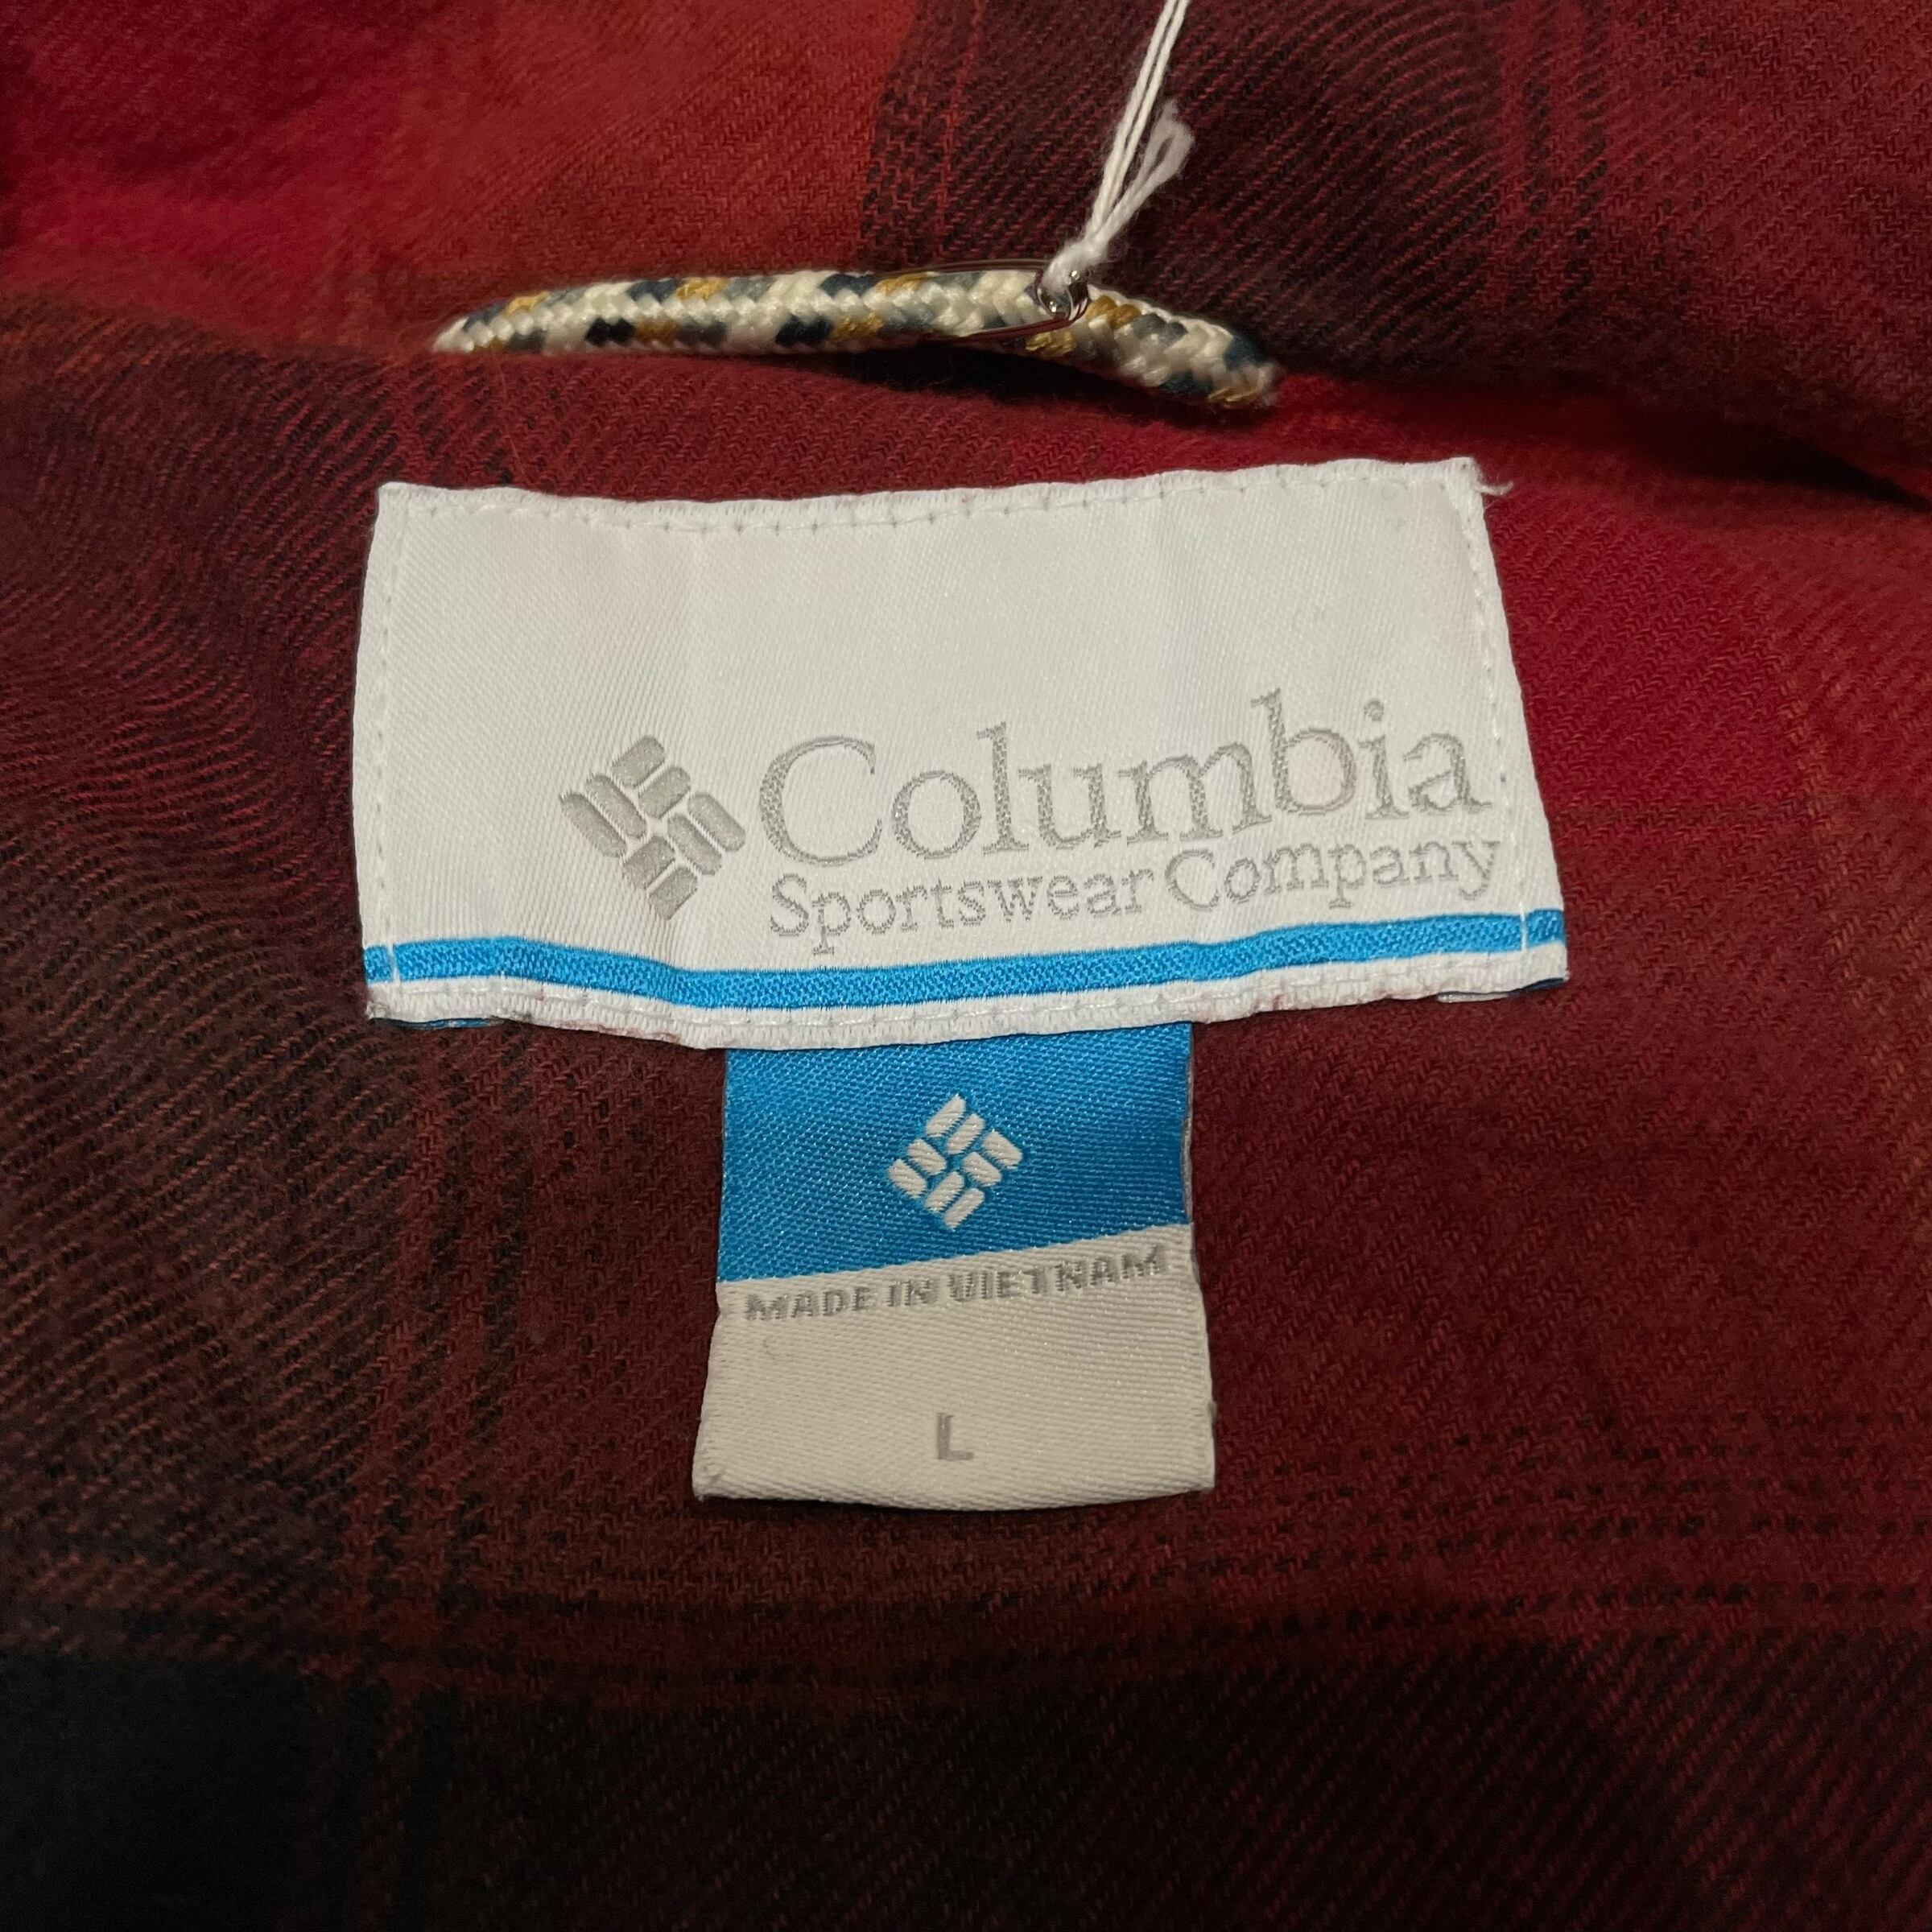 Columbia
Sportswear Company
MADE IN VIETNAM
L